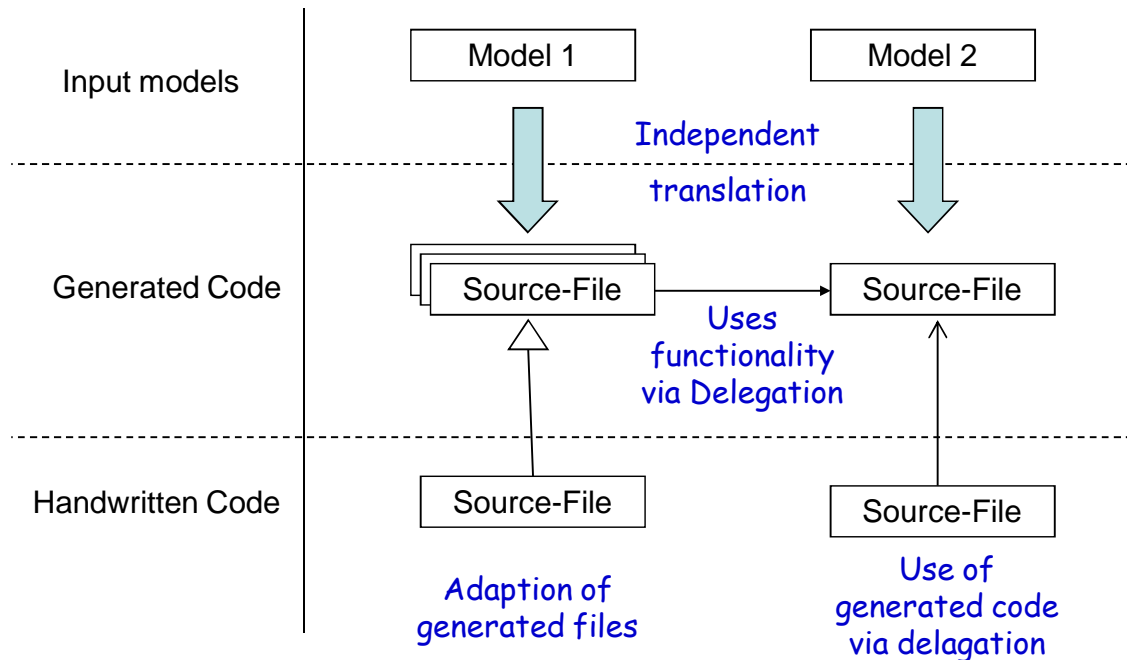 Model 1
Model 2
Input models
Independent
translation
Generated Code
Source-File
Source-File
Uses
functionality
via Delegation
Handwritten Code
Source-File
Source-File
Adaption of
generated files
Use of
generated code
via delagation